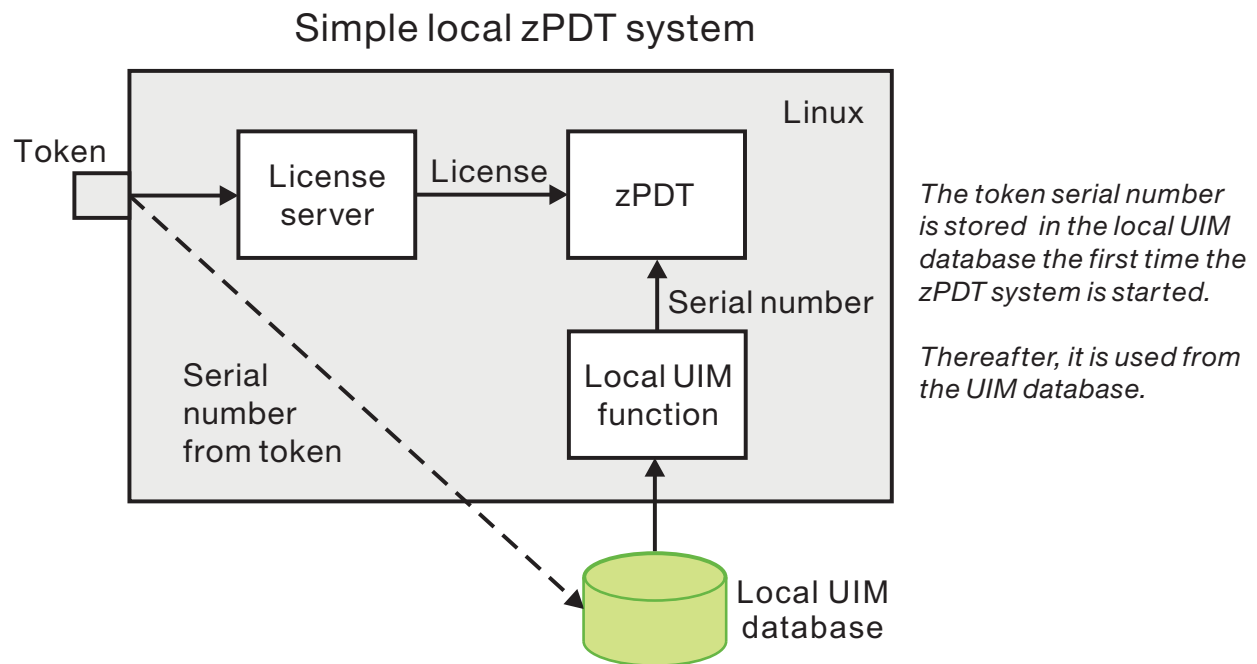 Simple local zPDT system
Linux
Token
License
server
License
zPDT
The token serial number
is stored in the local UIM
database the first time the
zPDT system is started.
Thereafter, it is used from
the UIM database.
Serial number
Local UIM
function
Serial
number
from token
Local UIM
database